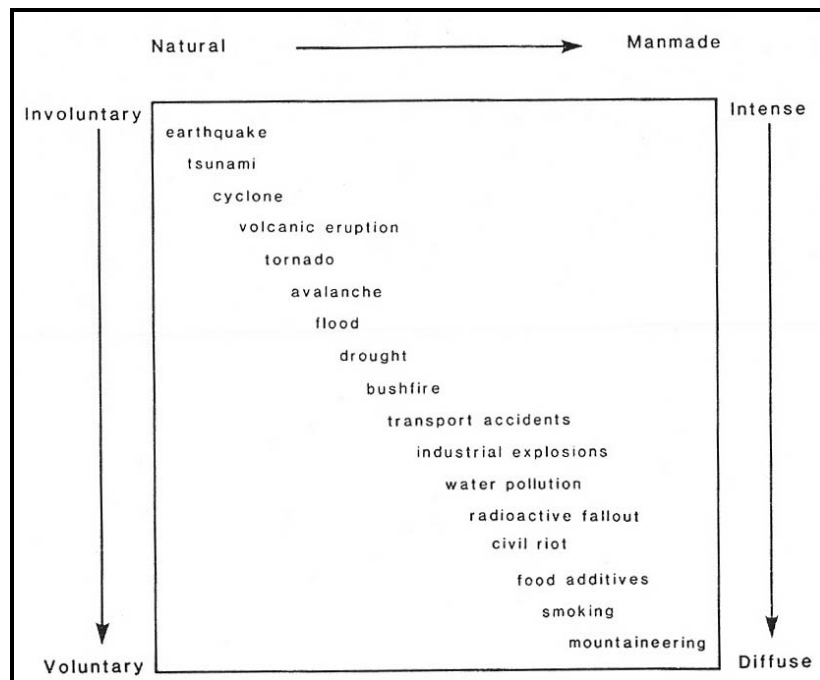 Natural Manmade
Involuntary Intense
earthquake
tsunami
cyclone
volcanic eruption
tornado
avalanche
flood
drought
bushfire
transport accidents
industrial explosions
water pollution
radioactive fallout
civil riot
food additives
smoking
mountaineering
Voluntary Diffuse